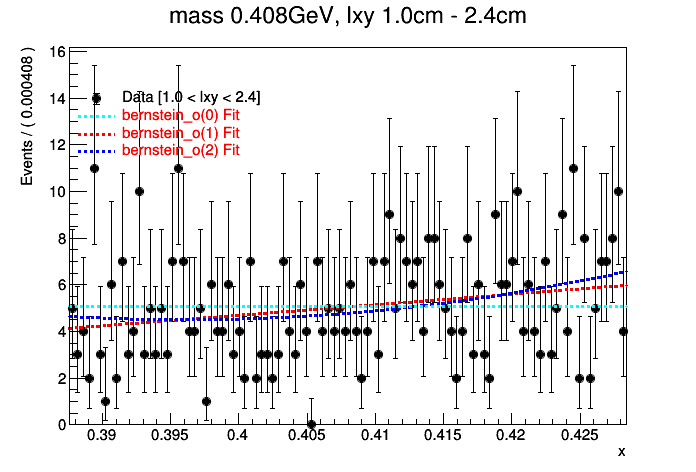 mass 0.408GeV, lxy 1.0cm - 2.4cm
Events / ( 0.000408 )
16
14
12
10
8
6
4
2
0
Data [1.0 < lxy < 2.4]
bernstein_o(0) Fit
bernstein_o(1) Fit
bernstein_o(2) Fit
0.39 0.395 0.4 0.405 0.41 0.415 0.42 0.425
x